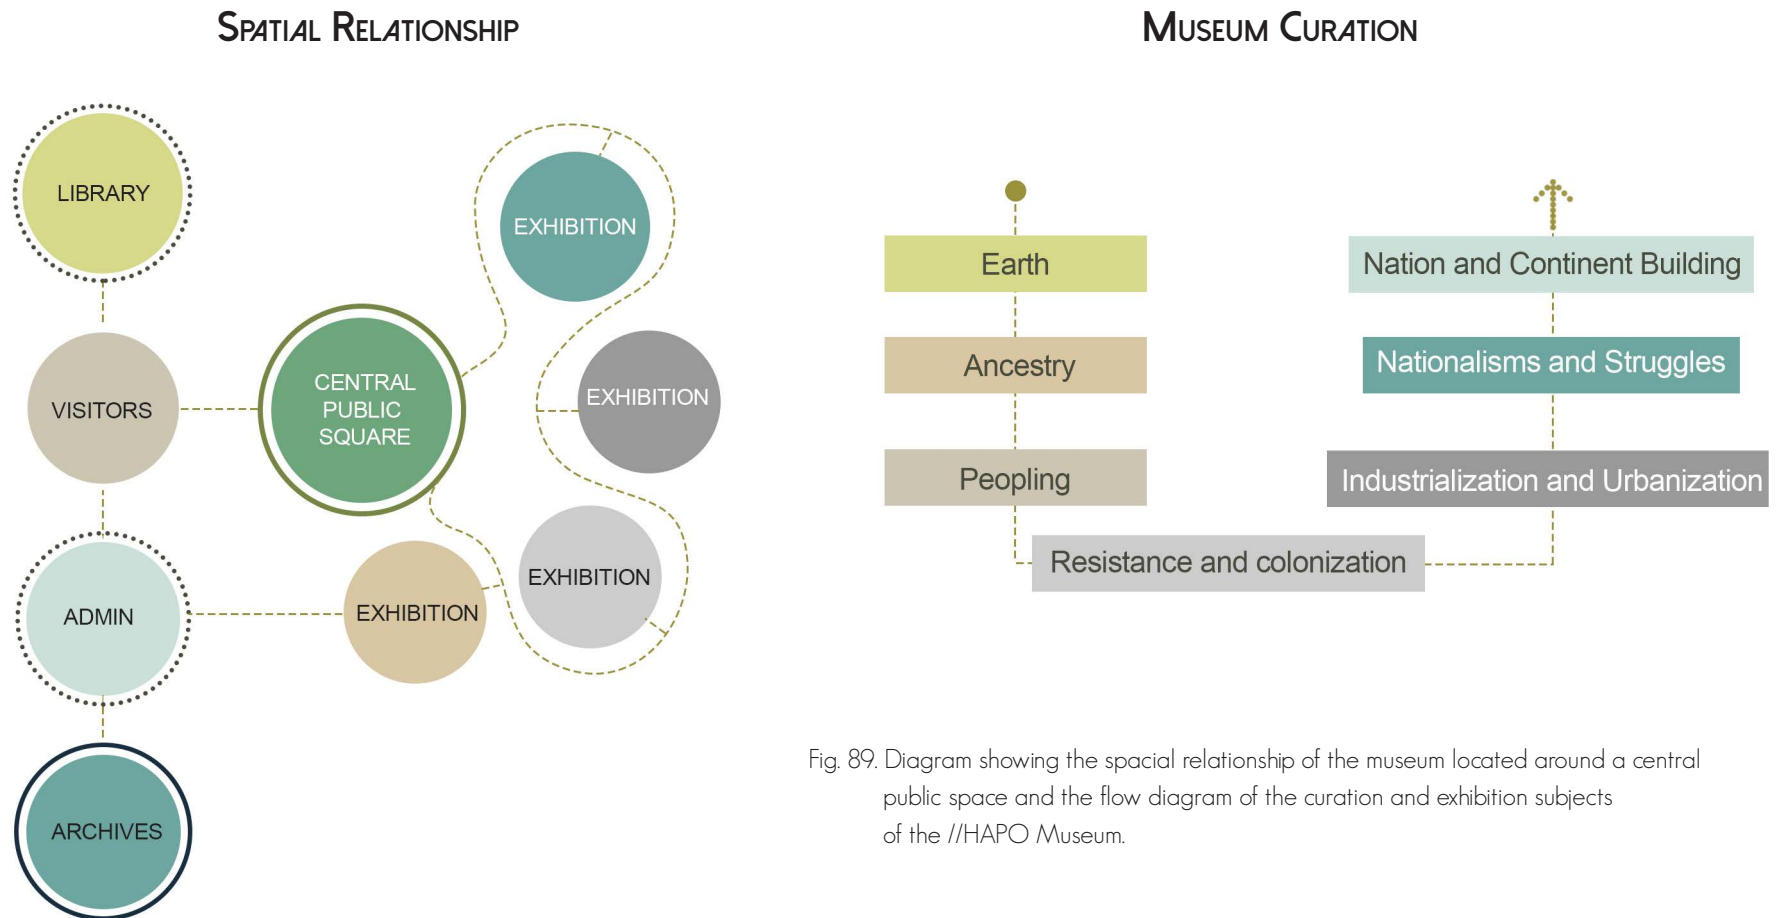 SPATIAL RELATIONSHIP
LIBRARY
VISITORS
ADMIN
ARCHIVES
CENTRAL
PUBLIC
SQUARE
EXHIBITION
EXHIBITION
EXHIBITION
EXHIBITION
MUSEUM CURATION
Earth
Ancestry
Peopling
Resistance and colonization
Industrialization and Urbanization
Nationalisms and Struggles
Nation and Continent Building
Fig. 89. Diagram showing the spacial relationship of the museum located around a central
public space and the flow diagram of the curation and exhibition subjects
of the //HAPO Museum.